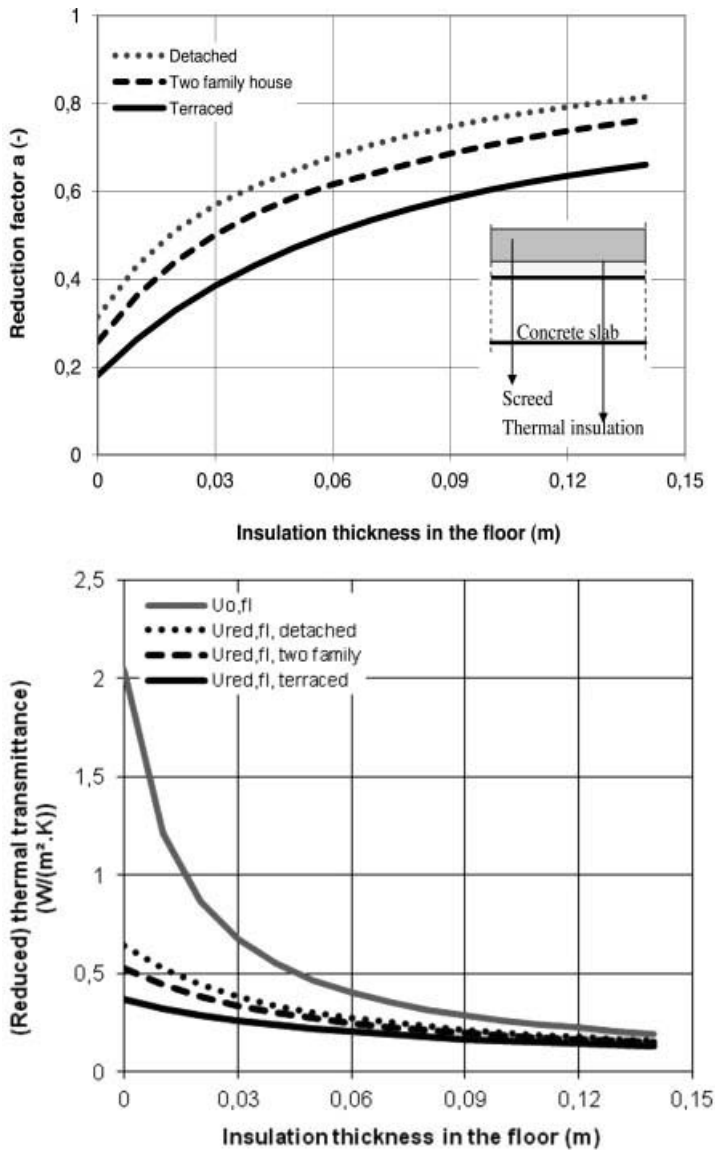 1
0,8
0,6
0,4
0,2
0
Reduction factor a (-)
Detached
Two family house
Terraced
Concrete slab
Screed
Thermal insulation
0 0,03 0,06 0,09 0,12 0,15
Insulation thickness in the floor (m)
2,5
2
1,5
1
0,5
0
(Reduced) thermal transmittance
(W/(m².K))
Uo,fl
Ured,fl, detached
Ured,fl, two family
Ured,fl, terraced
0 0,03 0,06 0,09 0,12 0,15
Insulation thickness in the floor (m)